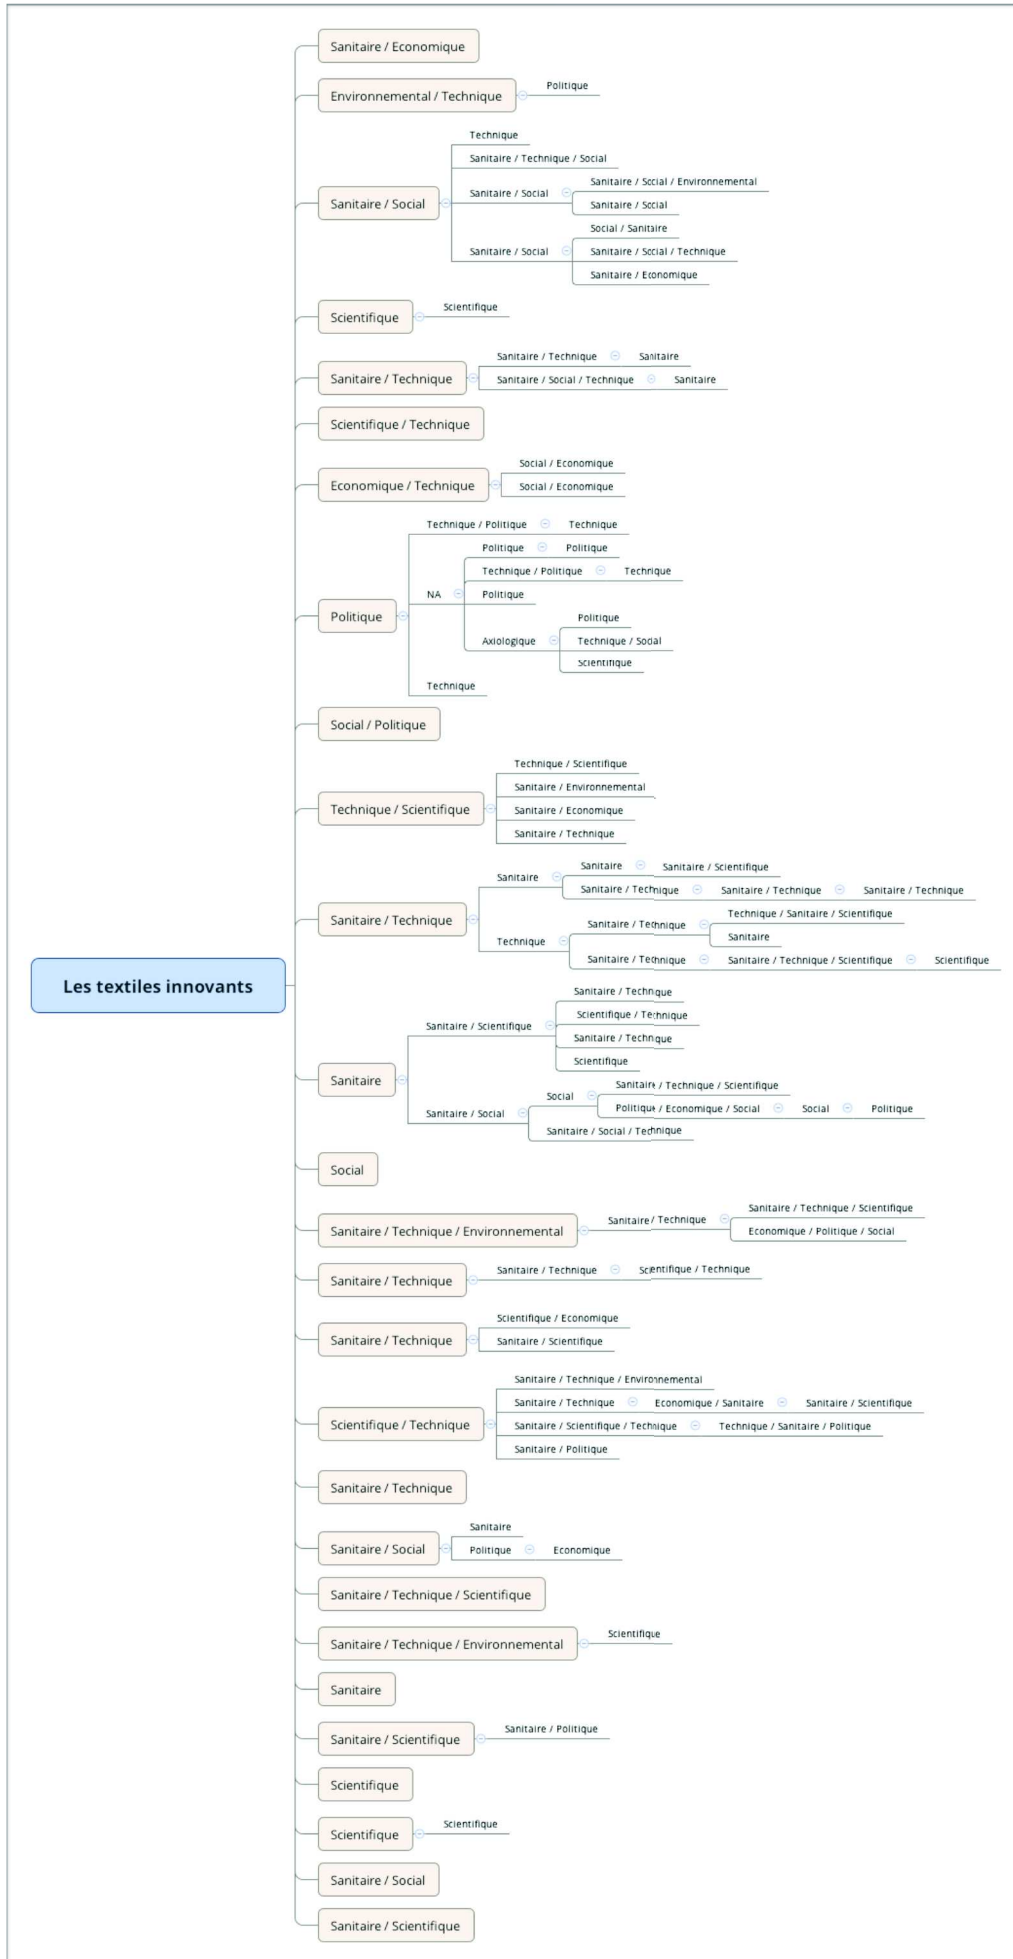 Sanitaire / Economique
Environnemental / Technique
Politique
Sanitaire / Social
Technique
Sanitaire / Technique / Social
Sanitaire / Social
Sanitaire / Social / Environnemental
Sanitaire / Social
Sanitaire / Social
Social / Sanitaire
Sanitaire / Social / Technique
Sanitaire / Economique
Scientifique
Scientifique
Sanitaire / Technique
Sanitaire / Technique
Sanitaire
Sanitaire / Social / Technique
Sanitaire
Scientifique / Technique
Economique / Technique
Social / Economique
Social / Economique
Politique
Technique / Politique
Technique
NA
Politique
Politique
Technique / Politique
Technique
Politique
Axiologique
Politique
Technique / Social
Scientifique
Technique
Social / Politique
Technique / Scientifique
Technique / Scientifique
Sanitaire / Environnemental
Sanitaire / Economique
Sanitaire / Technique
Sanitaire / Technique
Sanitaire
Sanitaire
Sanitaire / Scientifique
Sanitaire / Technique
Sanitaire / Technique
Sanitaire / Technique
Technique
Sanitaire / Technique
Technique / Sanitaire / Scientifique
Sanitaire
Sanitaire / Technique
Sanitaire / Technique / Scientifique
Scientifique
Les textiles innovants
Sanitaire
Sanitaire / Scientifique
Sanitaire / Technique
Scientifique / Technique
Sanitaire / Technique
Scientifique
Sanitaire / Social
Social
Sanitaire / Technique / Scientifique
Politique / Economique / Social
Social
Politique
Sanitaire / Social / Technique
Social
Sanitaire / Technique / Environnemental
Sanitaire / Technique
Sanitaire / Technique / Scientifique
Economique / Politique / Social
Sanitaire / Technique
Sanitaire / Technique
Scientifique / Technique
Sanitaire / Technique
Scientifique / Economique
Sanitaire / Scientifique
Scientifique / Technique
Sanitaire / Technique / Environnemental
Sanitaire / Technique
Economique / Sanitaire
Sanitaire / Scientifique
Sanitaire / Scientifique / Technique
Technique / Sanitaire / Politique
Sanitaire / Politique
Sanitaire / Technique
Sanitaire / Social
Sanitaire
Politique
Economique
Sanitaire / Technique / Scientifique
Sanitaire / Technique / Environnemental
Scientifique
Sanitaire
Sanitaire / Scientifique
Sanitaire / Politique
Scientifique
Scientifique
Scientifique
Sanitaire / Social
Sanitaire / Scientifique